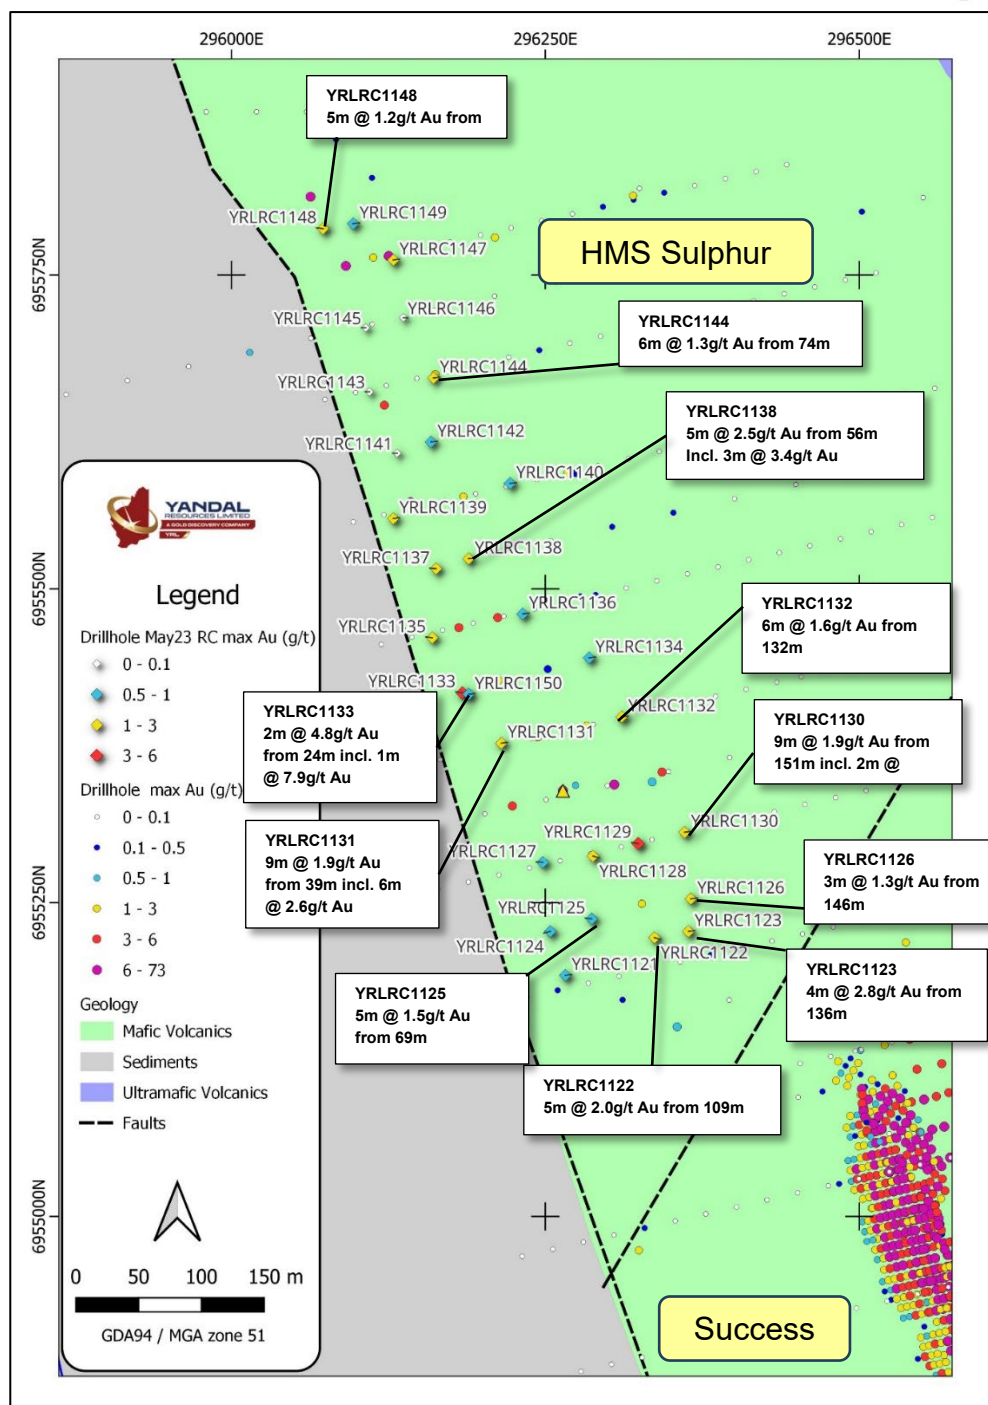 296000E
296250E
296500E
6955750N
6955500N
6955250N
6955000N
YRLRC1148
5m @ 1.2g/t Au from
YRLRC1148
YRLRC1149
YRLRC1147
HMS Sulphur
YRLRC1146
YRLRC1145
YRLRC1144
6m @ 1.3g/t Au from 74m
YRLRC1144
YRLRC1143
YRLRC1138
5m @ 2.5g/t Au from 56m
Incl. 3m @ 3.4g/t Au
YRLRC1142
YRLRC1141
YRLRC1140
YRLRC1139
YRLRC1138
YRLRC1137
YRLRC1136
YRLRC1135
YRLRC1134
YRLRC1132
6m @ 1.6g/t Au from
132m
YRLRC1133
YRLRC1150
YRLRC1132
YRLRC1133
2m @ 4.8g/t Au
from 24m incl. 1m
@ 7.9g/t Au
YRLRC1131
YRLRC1130
9m @ 1.9g/t Au from
151m incl. 2m @
YRLRC1131
9m @ 1.9g/t Au
from 39m incl. 6m
@ 2.6g/t Au
YRLRC1130
YRLRC1129
YRLRC1127
YRLRC1128
YRLRC1126
3m @ 1.3g/t Au from
146m
YRLRC1126
YRLRC1125
YRLRC1123
YRLRC1124
YRLRC1122
YRLRC1121
YRLRC1123
4m @ 2.8g/t Au from
136m
YRLRC1125
5m @ 1.5g/t Au
from 69m
YRLRC1122
5m @ 2.0g/t Au from 109m
Success
YANDAL
RESOURCES LIMITED
A GOLD DISCOVERY COMPANY
YRL
Legend
Drillhole May23 RC max Au (g/t)
0 - 0.1
0.5 - 1
1 - 3
3 - 6
Drillhole max Au (g/t)
0 - 0.1
0.1 - 0.5
0.5 - 1
1 - 3
3 - 6
6 - 73
Geology
Mafic Volcanics
Sediments
Ultramafic Volcanics
Faults
0 50 100 150 m
GDA94 / MGA zone 51